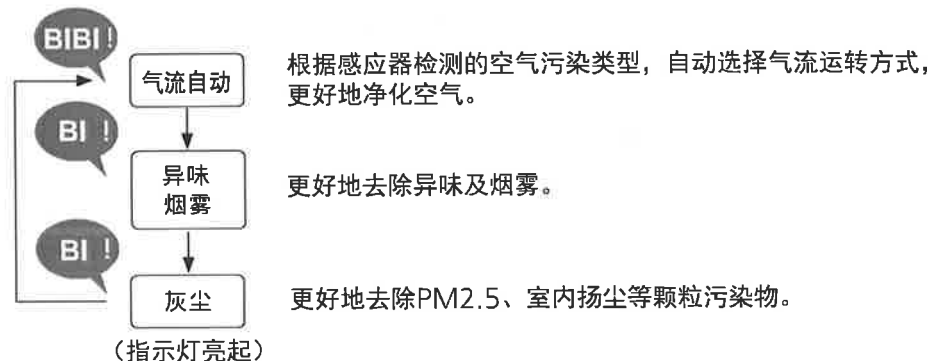 BIBI!
气流自动
根据感应器检测的空气污染类型，自动选择气流运转方式，
更好地净化空气。
BI!
异味
烟雾
更好地去除异味及烟雾。
BI!
灰尘
更好地去除PM2.5、室内扬尘等颗粒污染物。
（指示灯亮起）